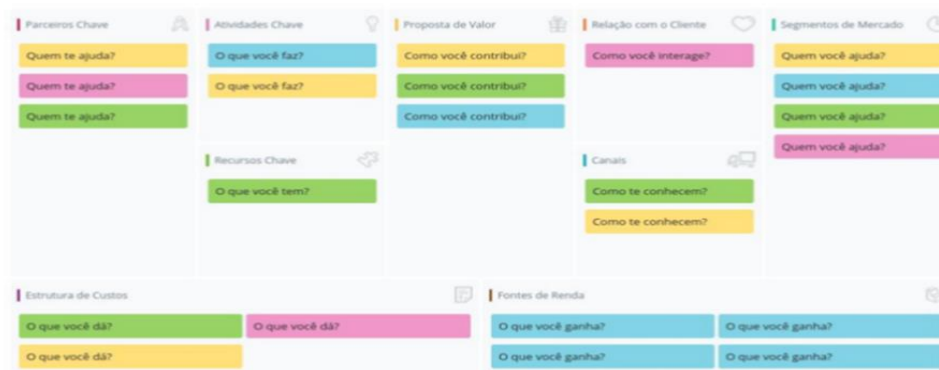 Parceiros Chave
Quem te ajuda?
Quem te ajuda?
Quem te ajuda?
Atividades Chave
O que você faz?
O que você faz?
Recursos Chave
O que você tem?
Proposta de Valor
Como você contribui?
Como você contribui?
Como você contribui?
Relação com o Cliente
Como você interage?
Canais
Como te conhecem?
Como te conhecem?
Segmentos de Mercado
Quem você ajuda?
Quem você ajuda?
Quem você ajuda?
Quem você ajuda?
Estrutura de Custos
O que você dá?
O que você dá?
O que você dá?
Fontes de Renda
O que você ganha?
O que você ganha?
O que você ganha?
O que você ganha?